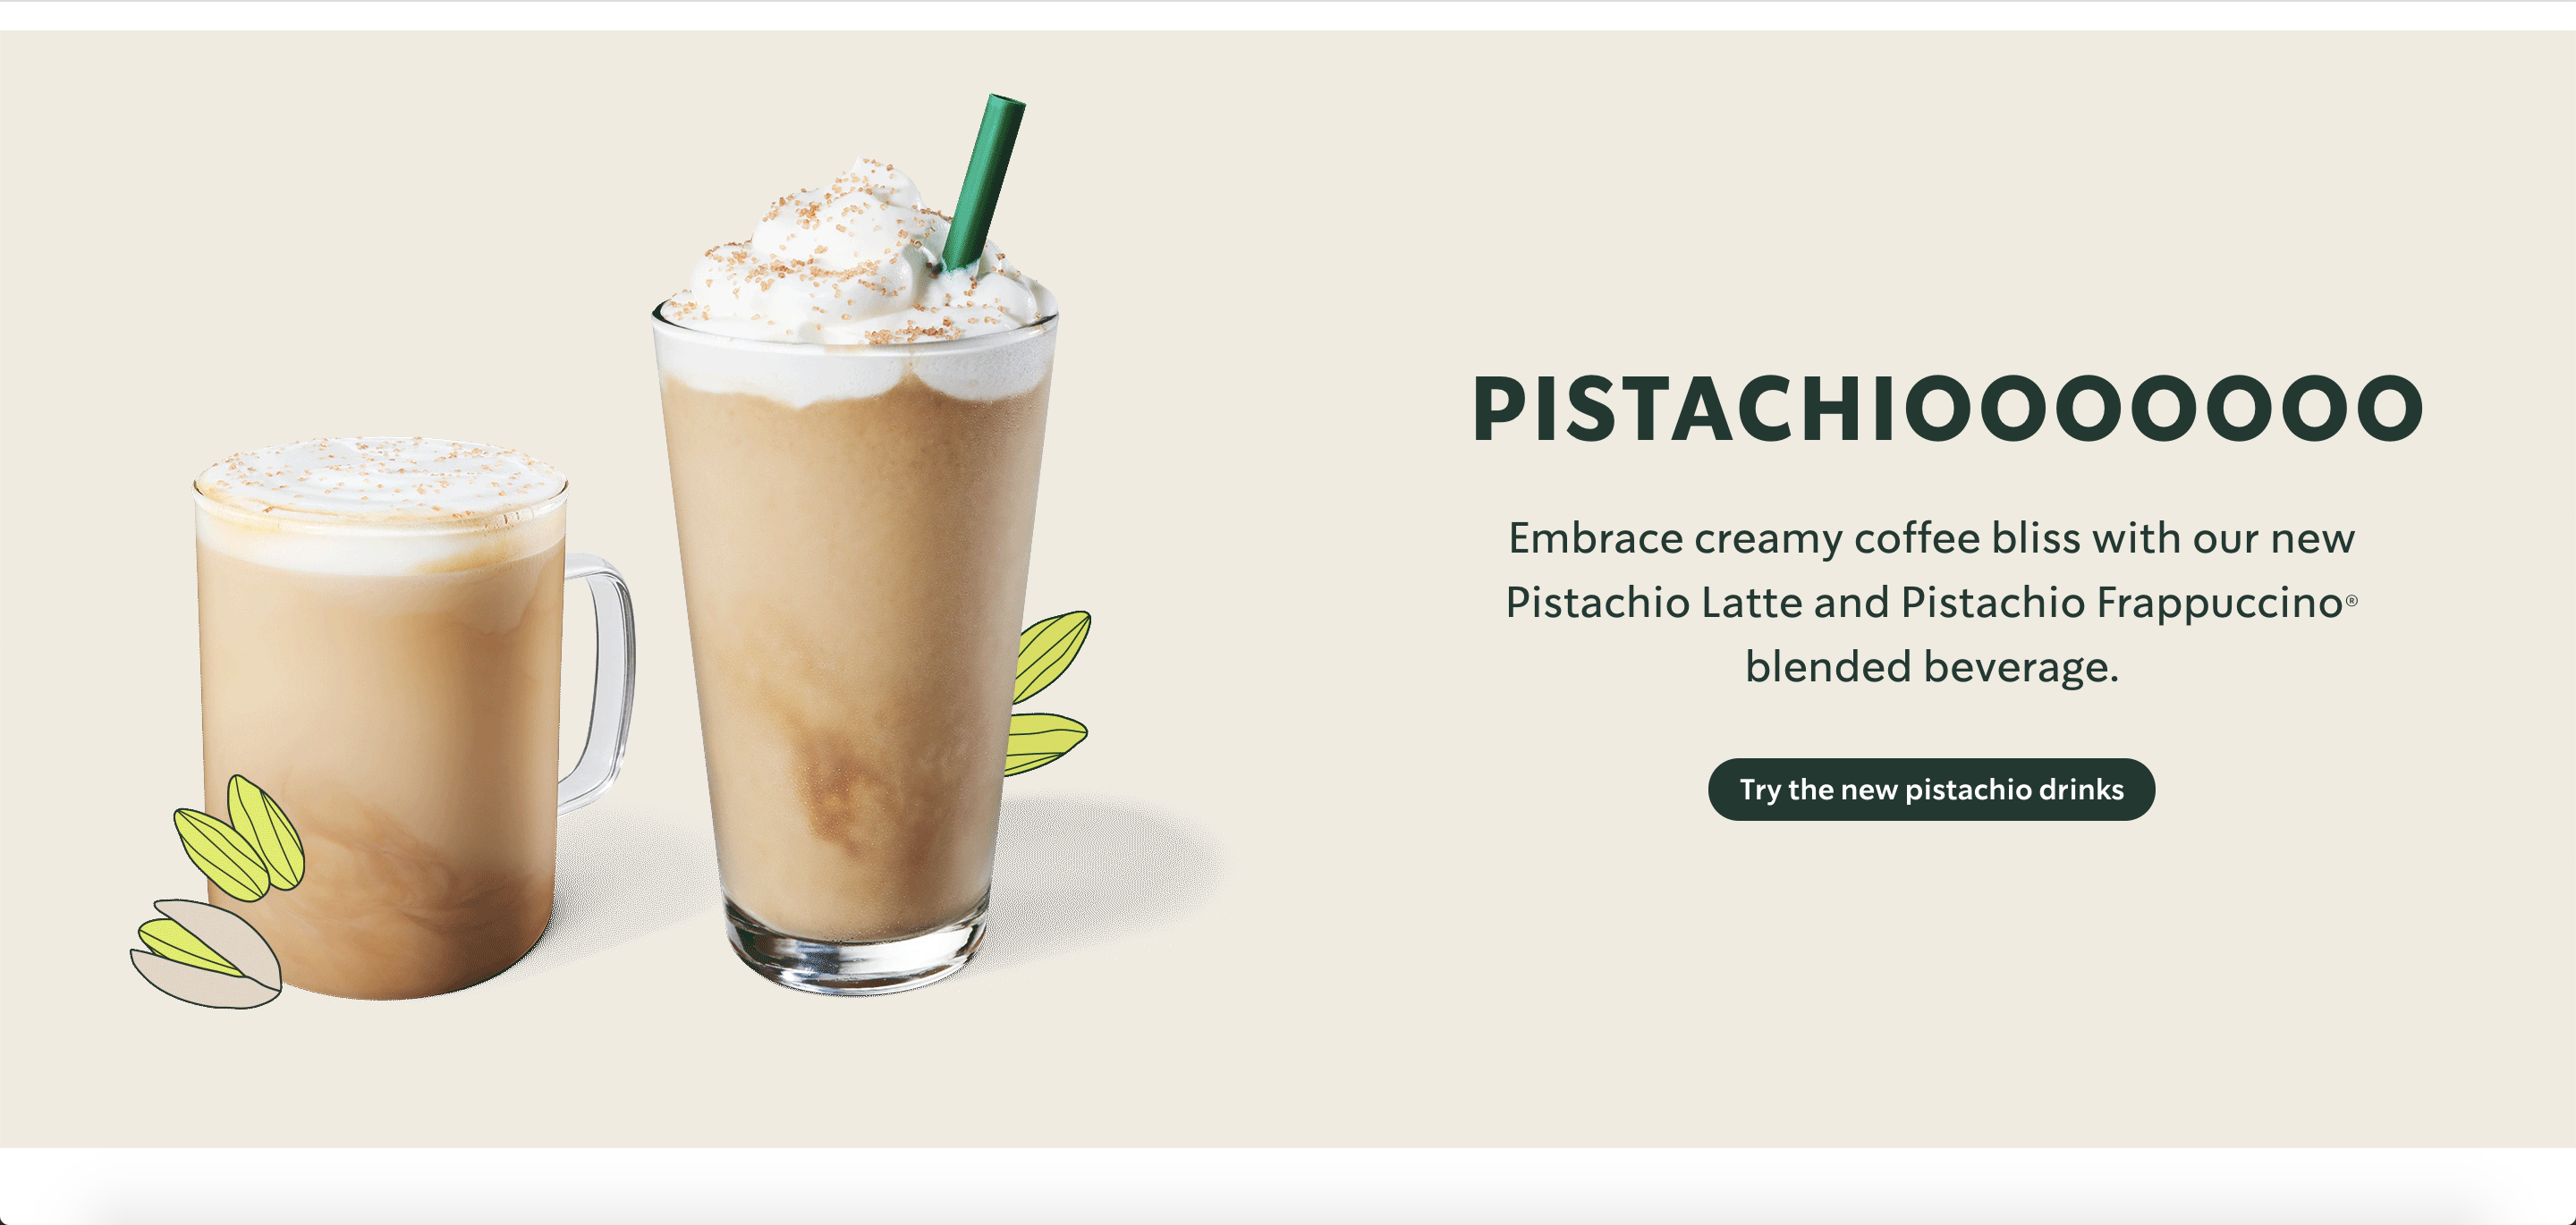 PISTACHIOOOOOOO
Embrace creamy coffee bliss with our new
Pistachio Latte and Pistachio Frappuccino®
blended beverage.
Try the new pistachio drinks